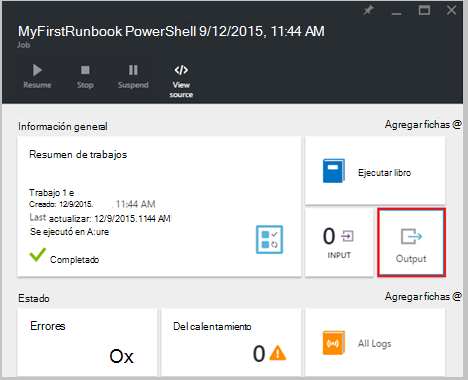 MyFirstRunbook PowerShell 9/12/2015, 11:44 AM
Job
Resume
Stop
Suspend
View source
Información general
Agregar fichas @
Resumen de trabajos
Trabajo 1 e
Creado: 12/9/2015. 11:44 AM
Last actualizar: 12/9/2015.1144 AM
Se ejecutó en A:ure
Completado
Ejecutar libro
0
INPUT
Output
Estado
Agregar fichas @
Errores
Ox
Del calentamiento
0
All Logs